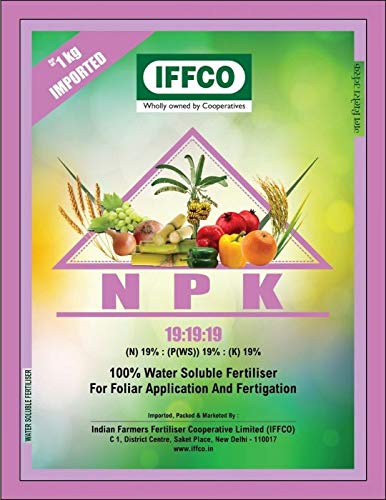 1 kg
IMPORTED
IFFCO
Wholly owned by Cooperatives
N P K
19:19:19
(N) 19% : (P(WS)) 19% : (K) 19%
100% Water Soluble Fertiliser
For Foliar Application And Fertigation
Imported, Packed & Marketed By :
Indian Farmers Fertiliser Cooperative Limited (IFFCO)
C 1, District Centre, Saket Place, New Delhi - 110017
www.iffco.in
WATER SOLUBLE FERTILISER